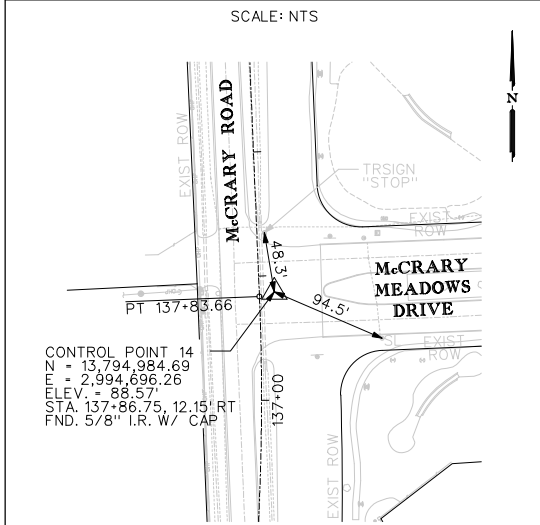 SCALE: NTS
N
EXIST ROW
McCRARY ROAD
TRSIGN
"STOP"
EXIST
ROW
48.3'
McCRARY
MEADOWS
DRIVE
94.5'
PT 137+83.66
SL
EXIST
ROW
CONTROL POINT 14
N = 13,794,984.69
E = 2,994,696.26
ELEV. = 88.57'
STA. 137+86.75, 12.15' RT
FND. 5/8" I.R. W/ CAP
137+00
EXIST ROW